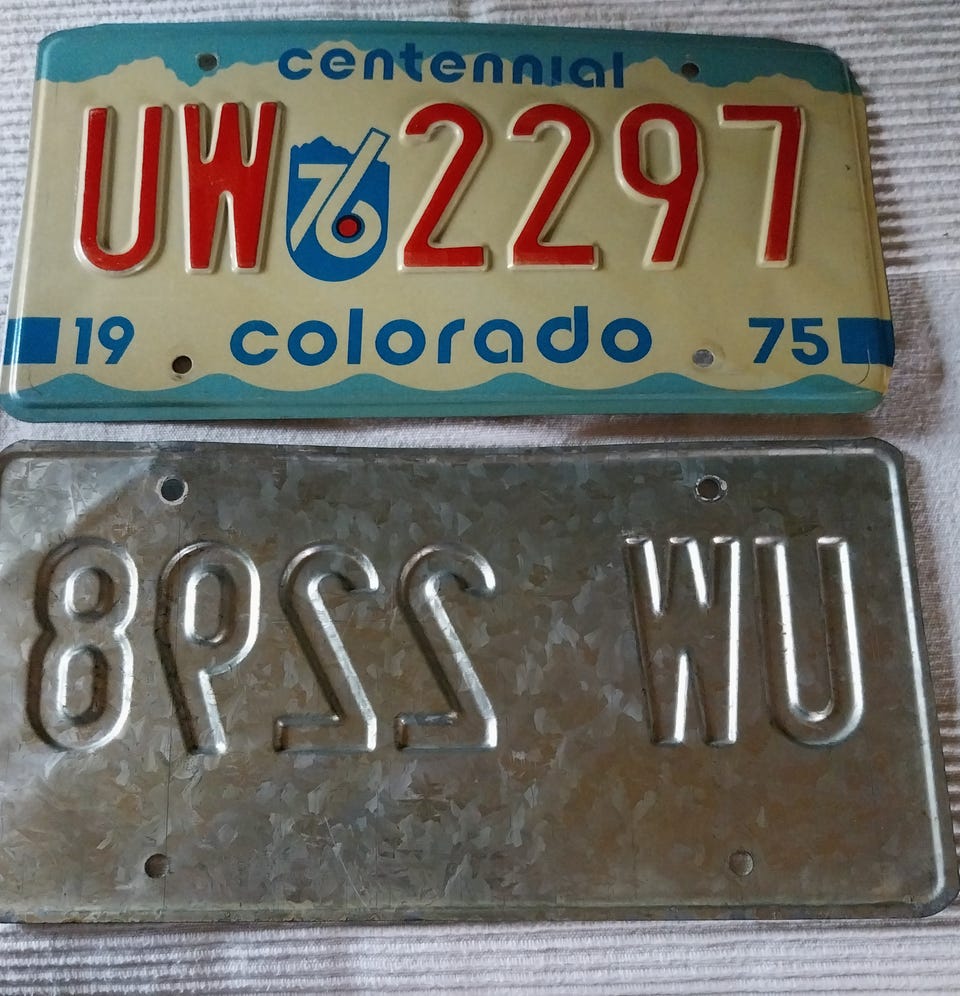 centennial
UW 76 2297
19 colorado 75
UW 2298